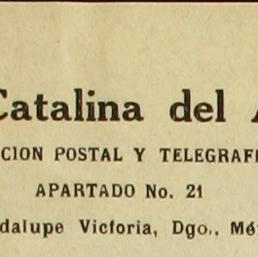 Catalina del A
CION POSTAL Y TELEGRAF
APARTADO No. 21
dalupe Victoria, Dgo., Mé